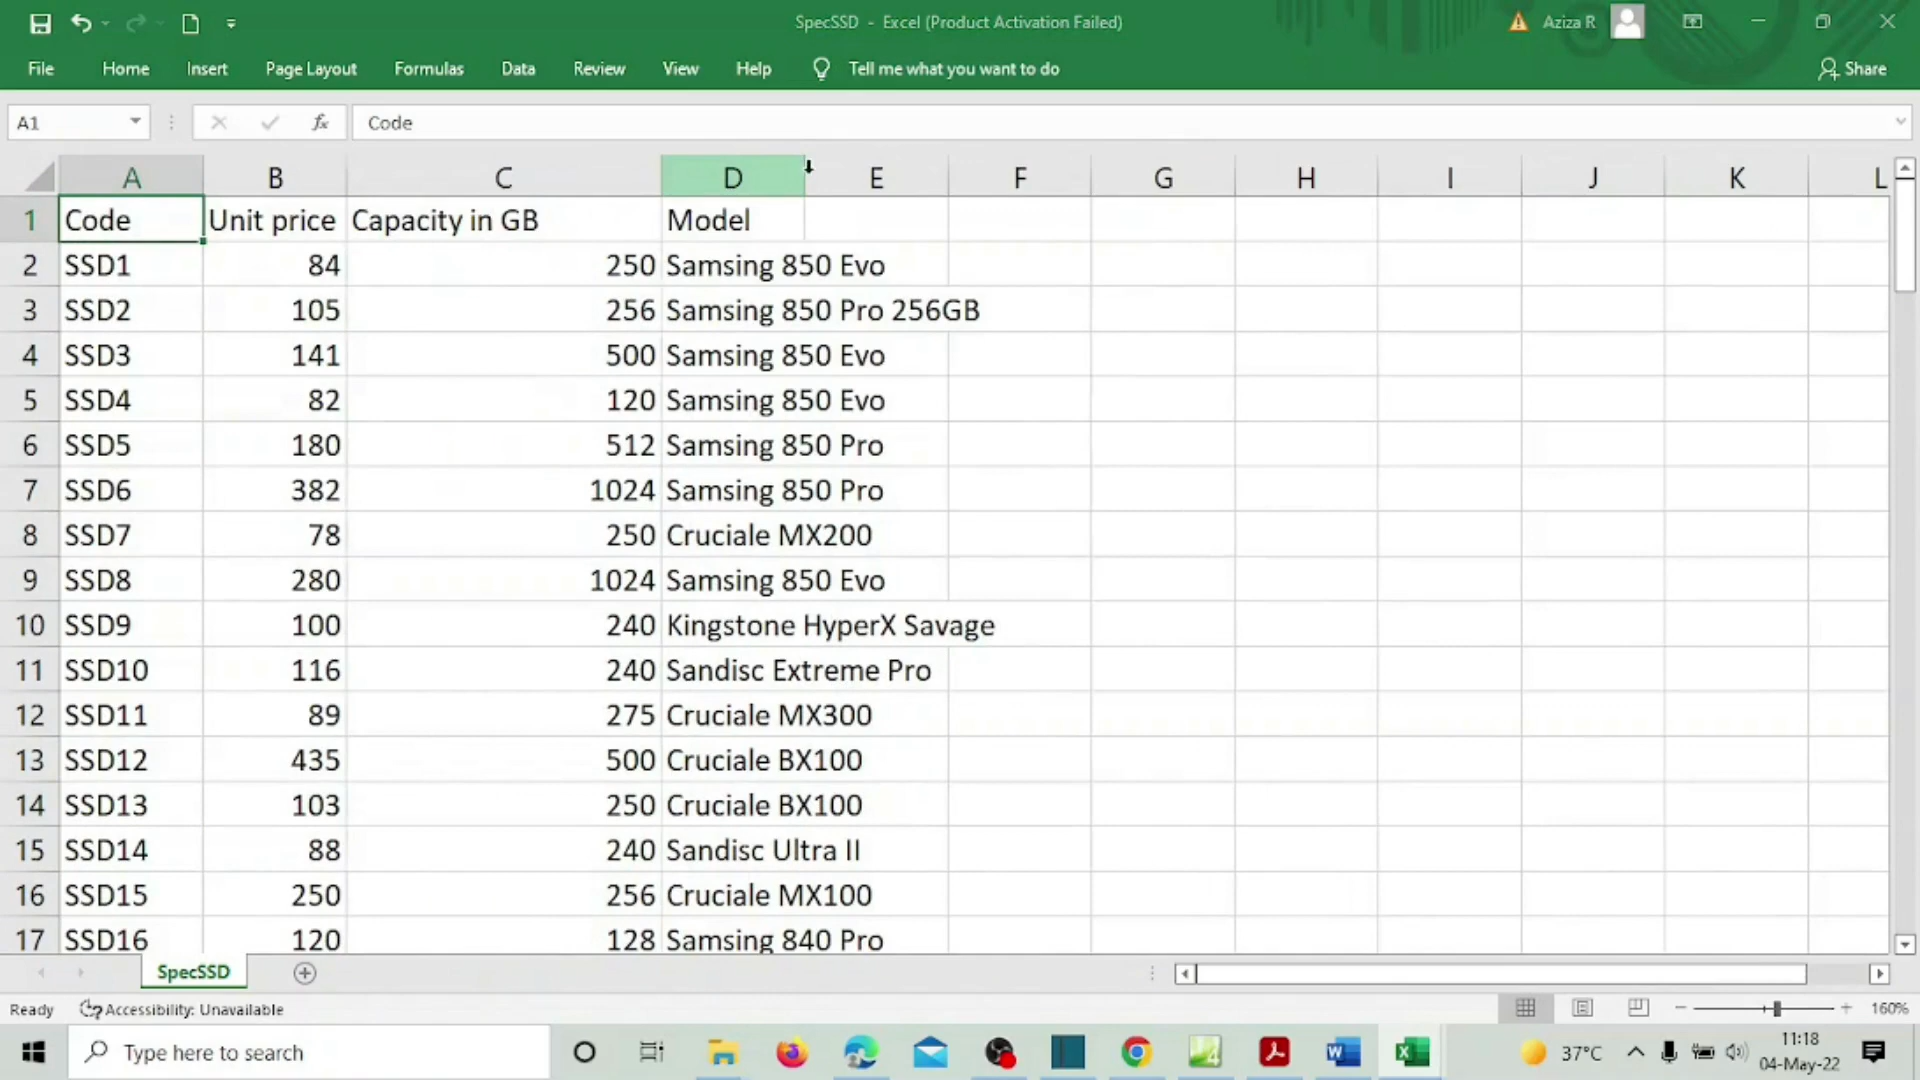 SpecSSD - Excel (Product Activation Failed)
Aziza R
File Home Insert Page Layout Formulas Data Review View Help Tell me what you want to do Share
A1 fx Code
A B C D E F G H I J K L
1 Code Unit price Capacity in GB Model
2 SSD1 84 250 Samsing 850 Evo
3 SSD2 105 256 Samsing 850 Pro 256GB
4 SSD3 141 500 Samsing 850 Evo
5 SSD4 82 120 Samsing 850 Evo
6 SSD5 180 512 Samsing 850 Pro
7 SSD6 382 1024 Samsing 850 Pro
8 SSD7 78 250 Cruciale MX200
9 SSD8 280 1024 Samsing 850 Evo
10 SSD9 100 240 Kingstone HyperX Savage
11 SSD10 116 240 Sandisc Extreme Pro
12 SSD11 89 275 Cruciale MX300
13 SSD12 435 500 Cruciale BX100
14 SSD13 103 250 Cruciale BX100
15 SSD14 88 240 Sandisc Ultra II
16 SSD15 250 256 Cruciale MX100
17 SSD16 120 128 Samsing 840 Pro
SpecSSD
Ready Accessibility: Unavailable 160%
Type here to search
37°C
11:18
04-May-22